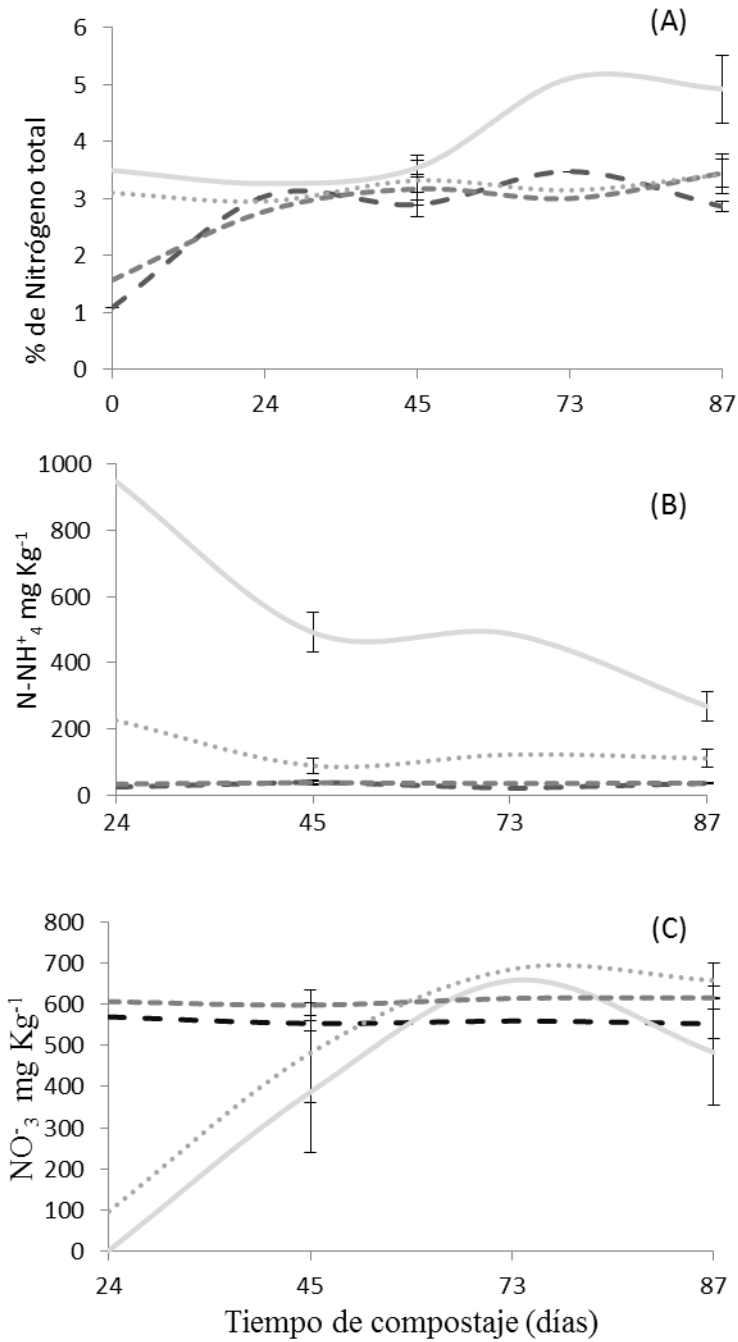 (A)
% de Nitrógeno total
6
5
4
3
2
1
0
0 24 45 73 87
(B)
N-NH⁺₄ mg Kg⁻¹
1000
800
600
400
200
0
24 45 73 87
(C)
NO⁻₃ mg Kg⁻¹
800
700
600
500
400
300
200
100
0
24 45 73 87
Tiempo de compostaje (días)